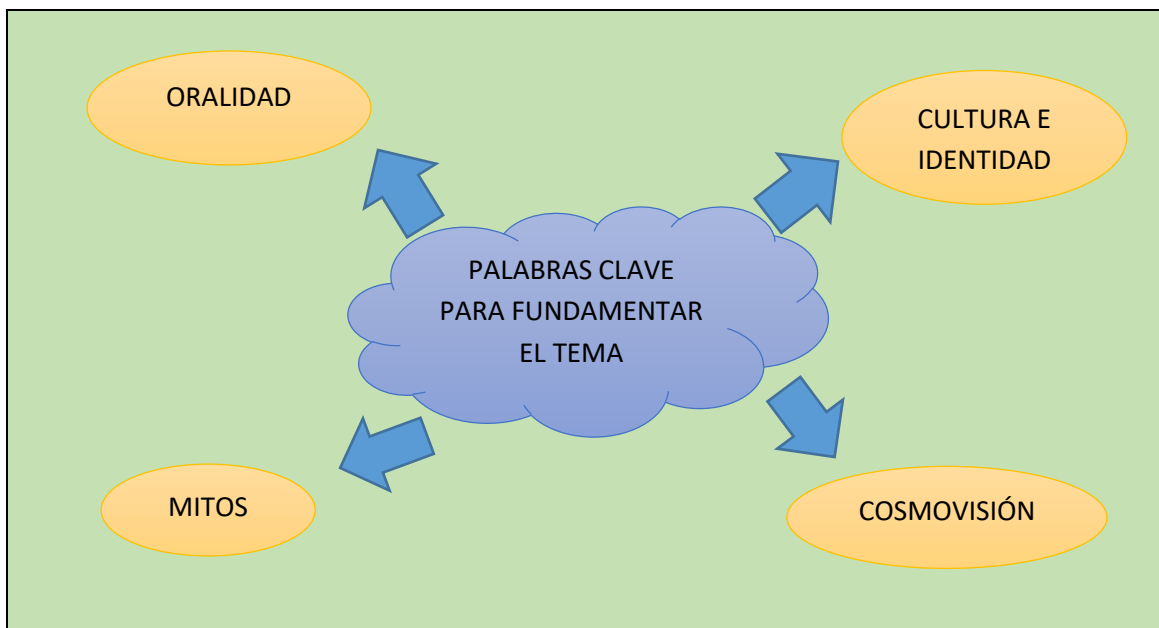 ORALIDAD
CULTURA E
IDENTIDAD
PALABRAS CLAVE
PARA FUNDAMENTAR
EL TEMA
MITOS
COSMOVISIÓN